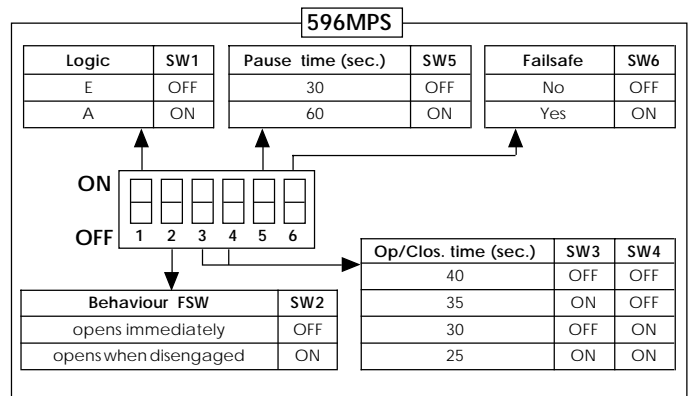 596MPS
Logic SW1
E OFF
A ON
Pause time (sec.) SW5
30 OFF
60 ON
Failsafe SW6
No OFF
Yes ON
ON
OFF 1 2 3 4 5 6
Behaviour FSW SW2
opens immediately OFF
opens when disengaged ON
Op/Clos. time (sec.) SW3 SW4
40 OFF OFF
35 ON OFF
30 OFF ON
25 ON ON